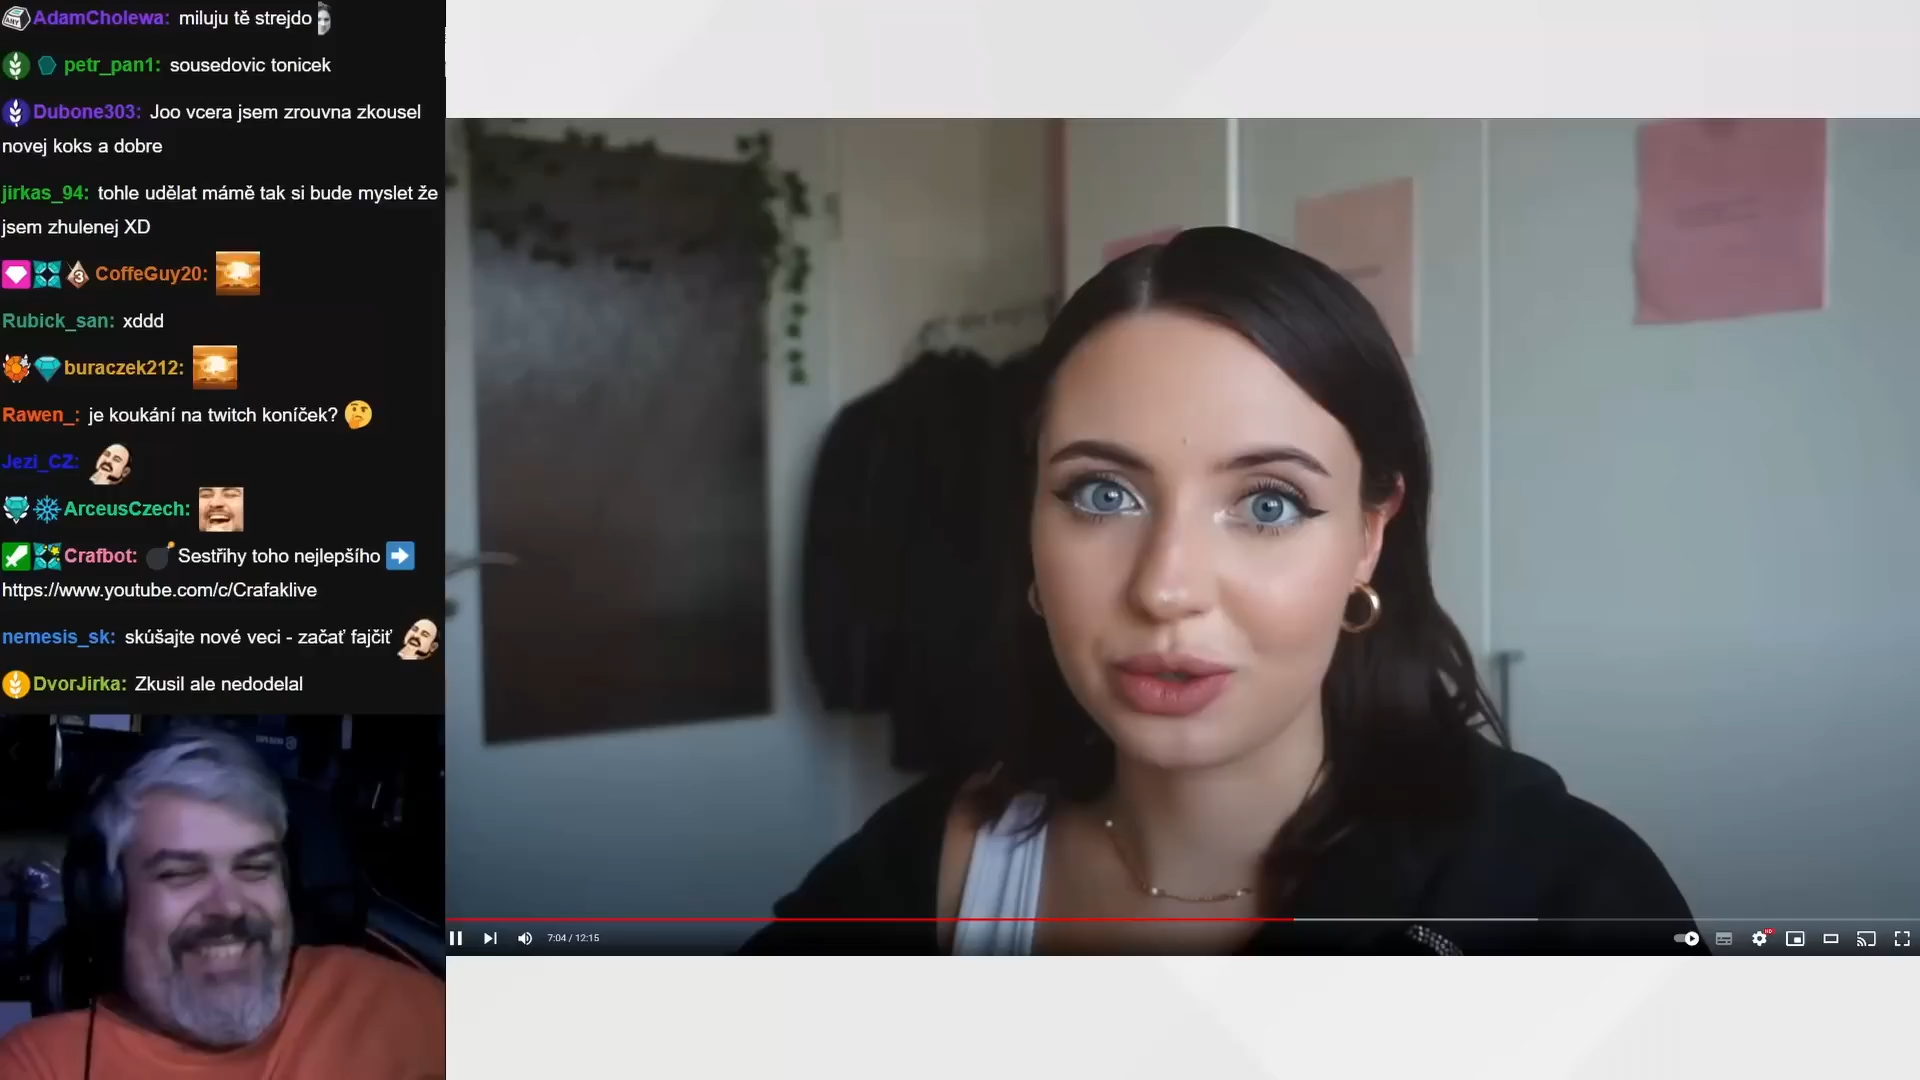 AdamCholewa: miluju tě strejdo
petr_pan1: sousedovic tonicek
Dubone303: Joo vcera jsem zrouvna zkousel
novej koks a dobre
jirkas_94: tohle udělat mámě tak si bude myslet že
jsem zhulenej XD
3 CoffeGuy20:
Rubick_san: xddd
buraczek212:
Rawen_: je koukání na twitch koníček? 🤔
Jezi_CZ:
ArceusCzech:
Crafbot: 💣 Sestřihy toho nejlepšího ➡️
https://www.youtube.com/c/Crafaklive
nemesis_sk: skúšajte nové veci - začať fajčiť
DvorJirka: Zkusil ale nedodelal
7:04 / 12:15
HD